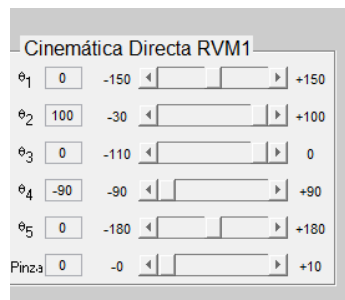 Cinemática Directa RVM1
θ1 0 -150 +150
θ2 100 -30 +100
θ3 0 -110 0
θ4 -90 -90 +90
θ5 0 -180 +180
Pinza 0 -0 +10